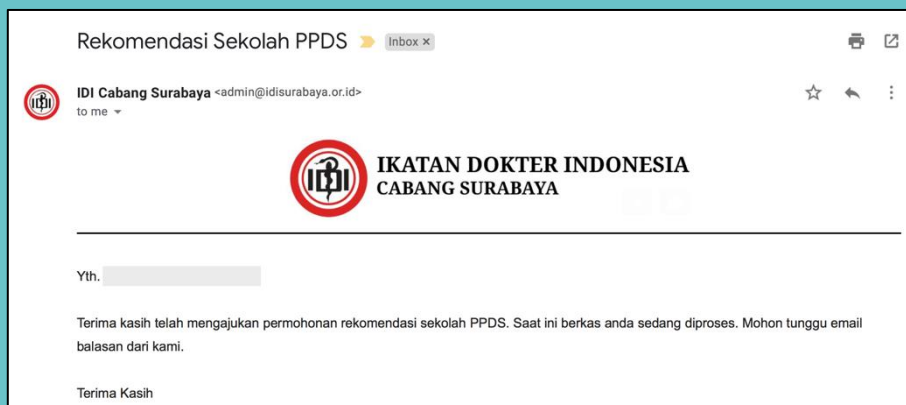 Rekomendasi Sekolah PPDS Inbox ×
IDI Cabang Surabaya <admin@idisurabaya.or.id>
to me
IDI
IKATAN DOKTER INDONESIA
CABANG SURABAYA
Yth.
Terima kasih telah mengajukan permohonan rekomendasi sekolah PPDS. Saat ini berkas anda sedang diproses. Mohon tunggu email
balasan dari kami.
Terima Kasih